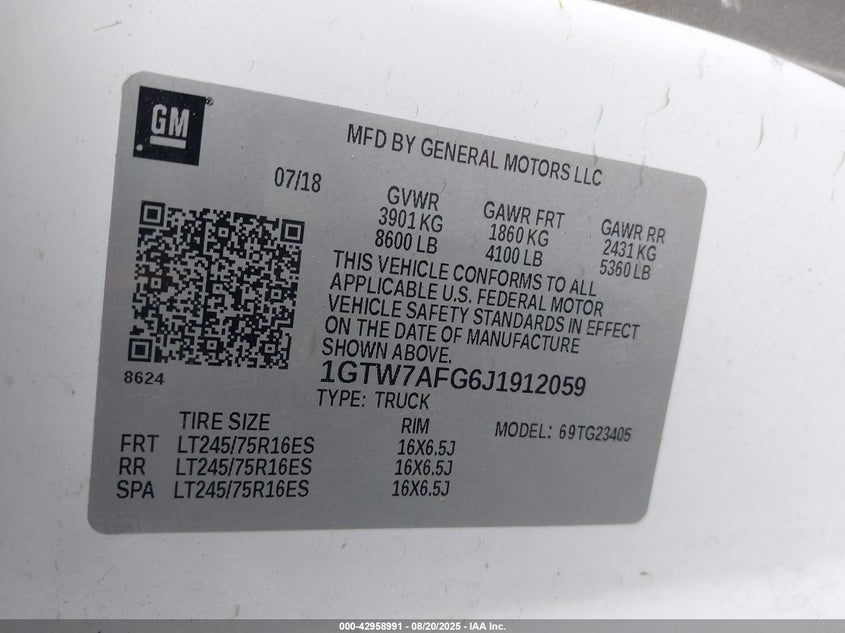 GM
MFD BY GENERAL MOTORS LLC
07/18
GVWR
3901 KG
8600 LB
GAWR FRT
1860 KG
4100 LB
GAWR RR
2431 KG
5360 LB
THIS VEHICLE CONFORMS TO ALL
APPLICABLE U.S. FEDERAL MOTOR
VEHICLE SAFETY STANDARDS IN EFFECT
ON THE DATE OF MANUFACTURE
SHOWN ABOVE.
8624
1GTW7AFG6J1912059
TYPE: TRUCK
MODEL: 69TG23405
TIRE SIZE RIM
FRT LT245/75R16ES 16X6.5J
RR LT245/75R16ES 16X6.5J
SPA LT245/75R16ES 16X6.5J
000-42958991 - 08/20/2025 - IAA Inc.